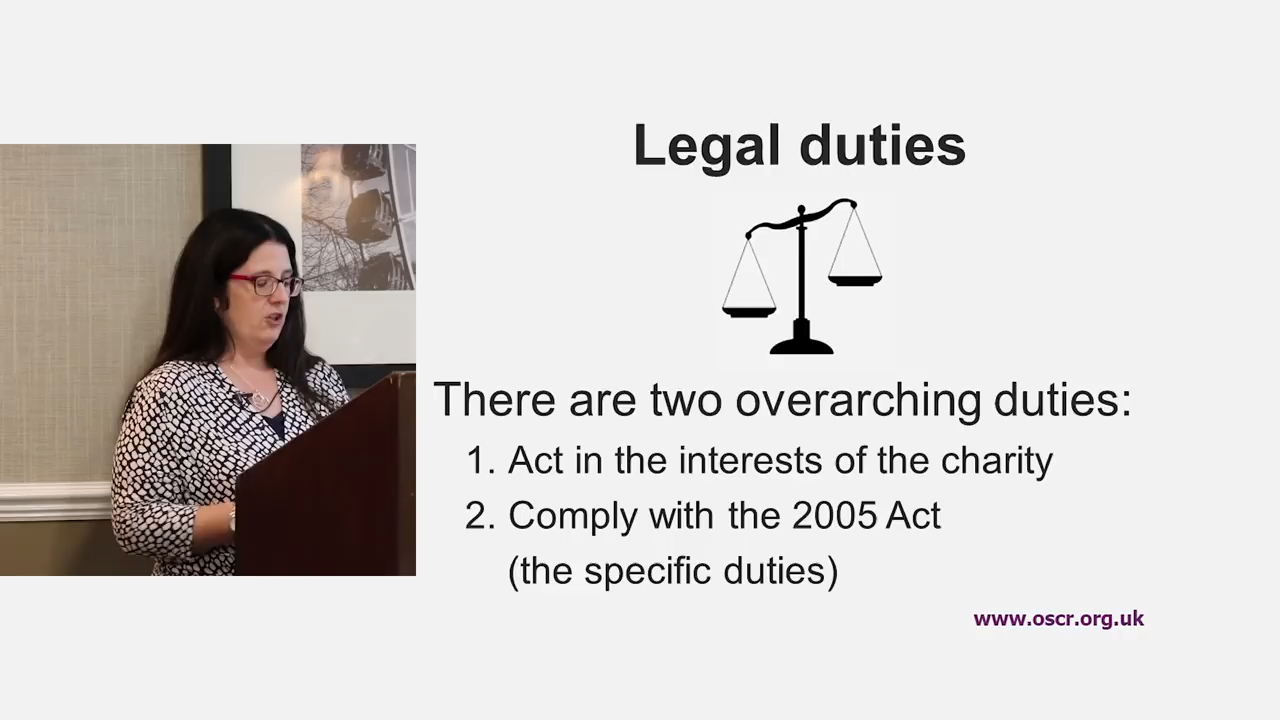 Legal duties
There are two overarching duties:
1. Act in the interests of the charity
2. Comply with the 2005 Act
(the specific duties)
www.oscr.org.uk